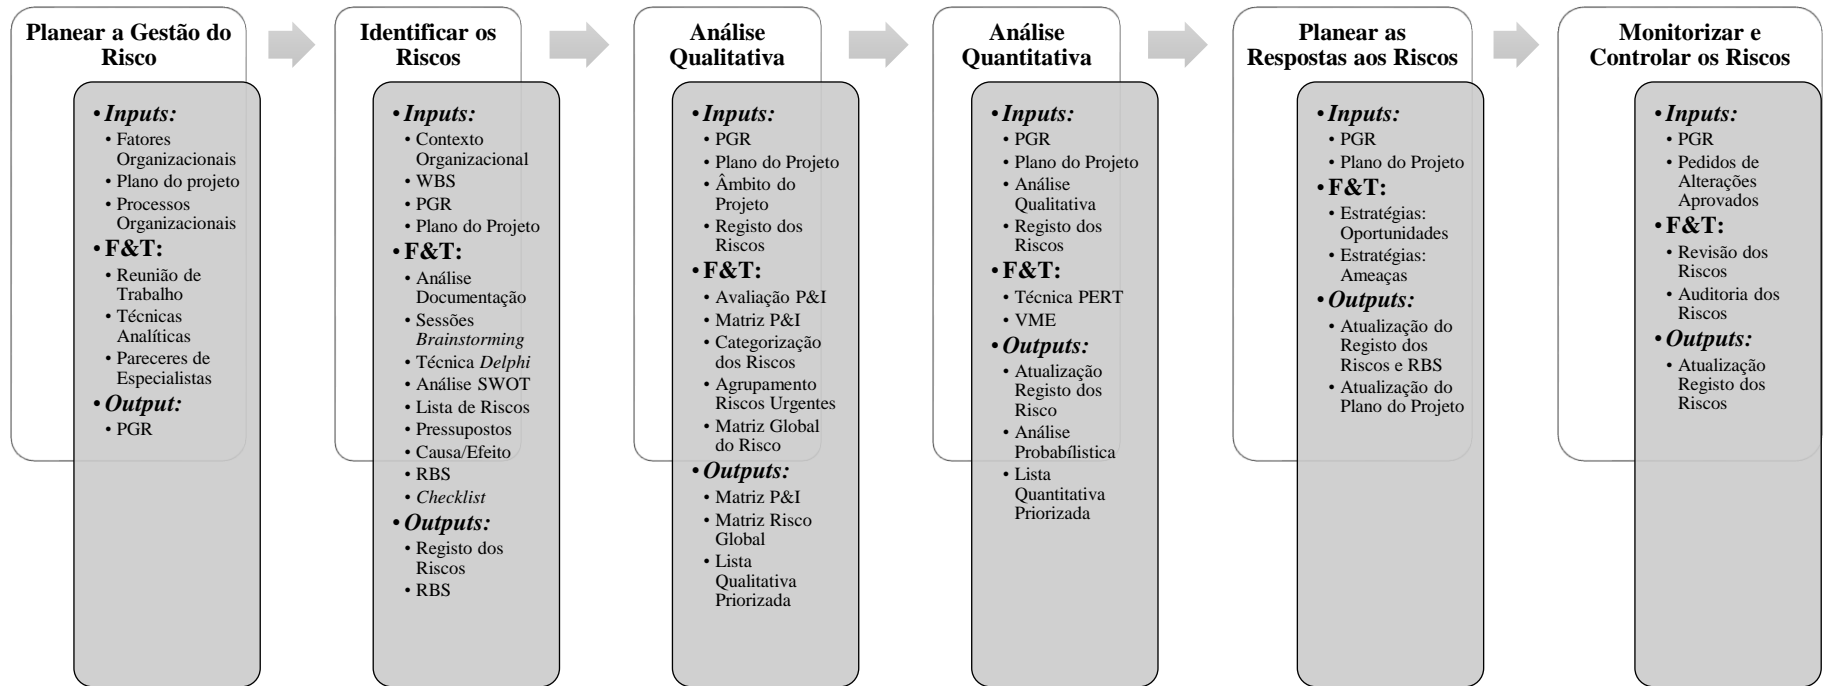 Planear a Gestão do
Risco
• Inputs:
• Fatores
Organizacionais
• Plano do projeto
• Processos
Organizacionais
• F&T:
• Reunião de
Trabalho
• Técnicas
Analíticas
• Pareceres de
Especialistas
• Output:
• PGR
Identificar os
Riscos
• Inputs:
• Contexto
Organizacional
• WBS
• PGR
• Plano do Projeto
• F&T:
• Análise
Documentação
• Sessões
Brainstorming
• Técnica Delphi
• Análise SWOT
• Lista de Riscos
• Pressupostos
• Causa/Efeito
• RBS
• Checklist
• Outputs:
• Registo dos
Riscos
• RBS
Análise
Qualitativa
• Inputs:
• PGR
• Plano do Projeto
• Âmbito do
Projeto
• Registo dos
Riscos
• F&T:
• Avaliação P&I
• Matriz P&I
• Categorização
dos Riscos
• Agrupamento
Riscos Urgentes
• Matriz Global
do Risco
• Outputs:
• Matriz P&I
• Matriz Risco
Global
• Lista
Qualitativa
Priorizada
Análise
Quantitativa
• Inputs:
• PGR
• Plano do Projeto
• Análise
Qualitativa
• Registo dos
Riscos
• F&T:
• Técnica PERT
• VME
• Outputs:
• Atualização
Registo dos
Risco
• Análise
Probabílistica
• Lista
Quantitativa
Priorizada
Planear as
Respostas aos Riscos
• Inputs:
• PGR
• Plano do Projeto
• F&T:
• Estratégias:
Oportunidades
• Estratégias:
Ameaças
• Outputs:
• Atualização do
Registo dos
Riscos e RBS
• Atualização do
Plano do Projeto
Monitorizar e
Controlar os Riscos
• Inputs:
• PGR
• Pedidos de
Alterações
Aprovados
• F&T:
• Revisão dos
Riscos
• Auditoria dos
Riscos
• Outputs:
• Atualização
Registo dos
Riscos